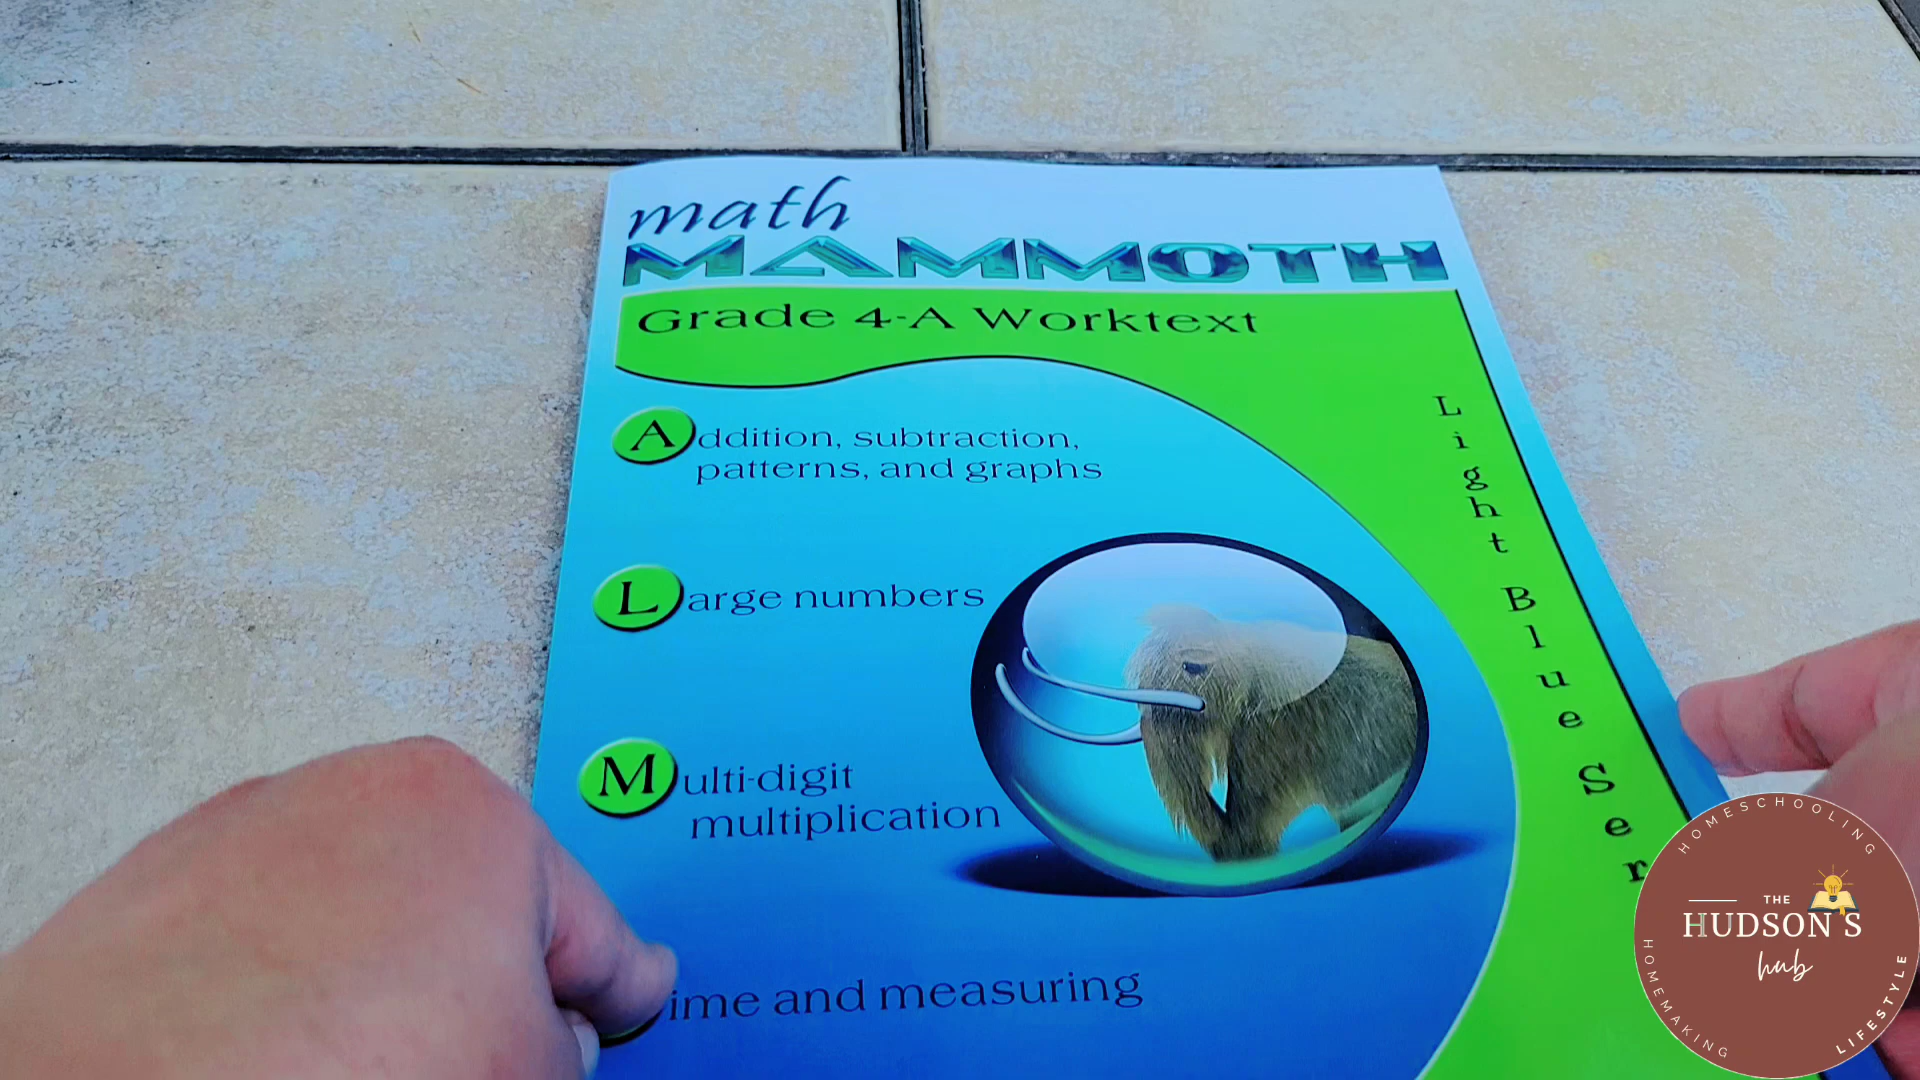 math
MAMMOTH
Grade 4-A Worktext
Addition, subtraction,
patterns, and graphs
Large numbers
Multi-digit
multiplication
ime and measuring
Light Blue Ser
HOMESCHOOLING
THE
HUDSON'S
hub
HOMEMAKING
LIFESTYLE